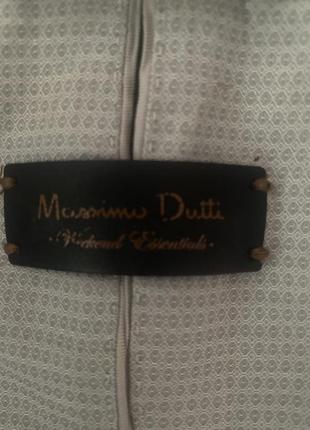 Massimo Dutti
· Weekend Essentials ·